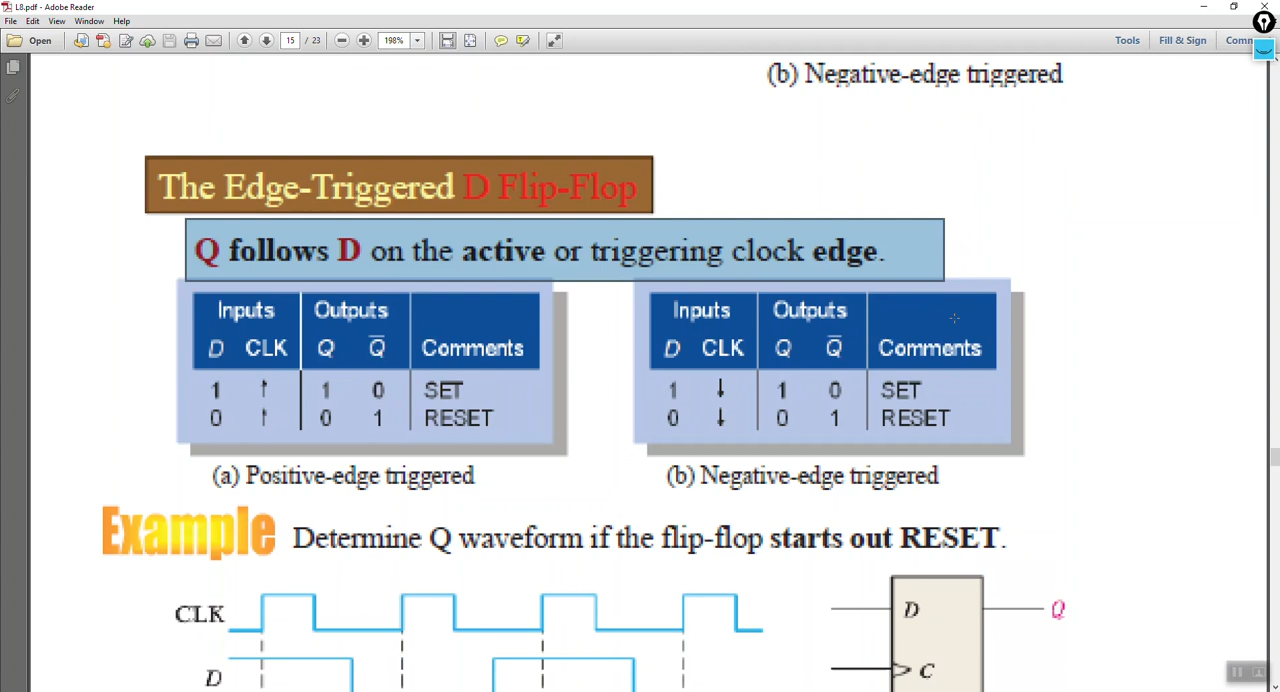 L8.pdf - Adobe Reader
File Edit View Window Help
Open 15 / 23 198% Tools Fill & Sign
(b) Negative-edge triggered
The Edge-Triggered D Flip-Flop
Q follows D on the active or triggering clock edge.
Inputs Outputs
D CLK Q Q̅ Comments
1 ↑ 1 0 SET
0 ↑ 0 1 RESET
(a) Positive-edge triggered
Inputs Outputs
D CLK Q Q̅ Comments
1 ↓ 1 0 SET
0 ↓ 0 1 RESET
(b) Negative-edge triggered
Example Determine Q waveform if the flip-flop starts out RESET.
CLK
D
D Q
C